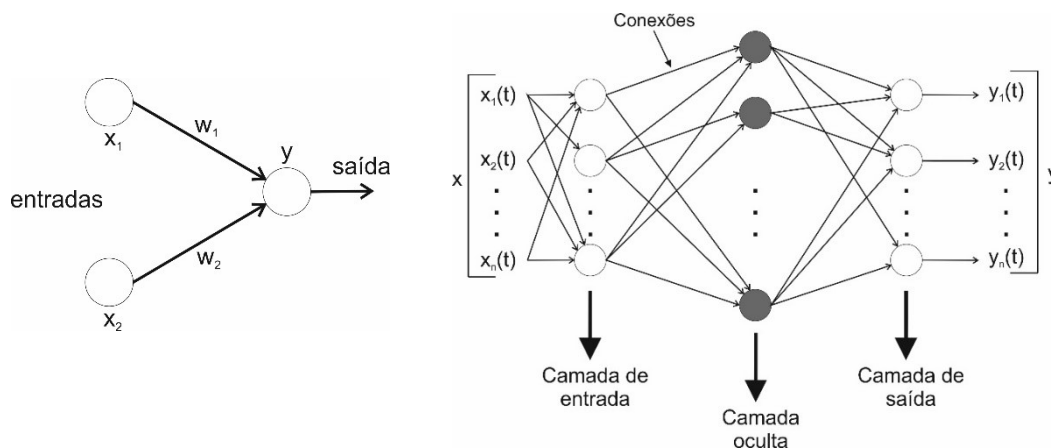 x₁
w₁
y
saída
entradas
w₂
x₂
Conexões
x
x₁(t)
x₂(t)
xₙ(t)
y₁(t)
y₂(t)
yₙ(t)
y
Camada de
entrada
Camada
oculta
Camada de
saída